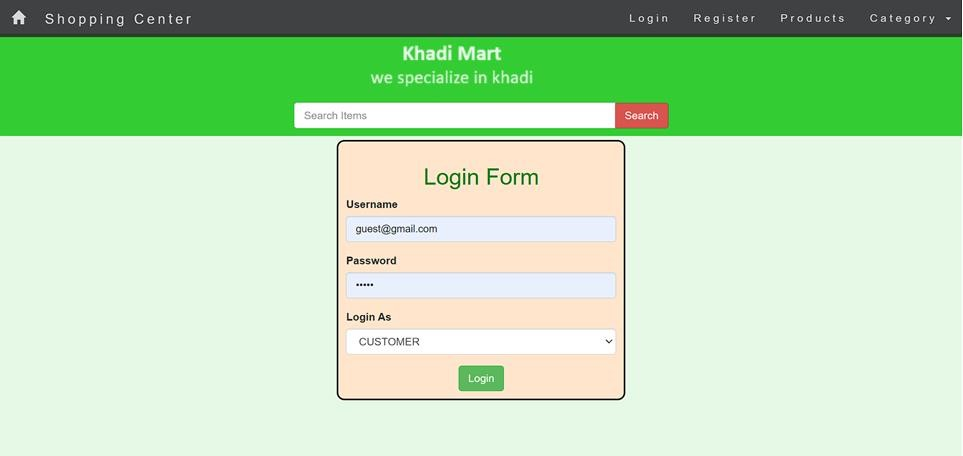 Shopping Center Login Register Products Category
Khadi Mart
we specialize in khadi
Search Items Search
Login Form
Username
guest@gmail.com
Password
•••••
Login As
CUSTOMER
Login